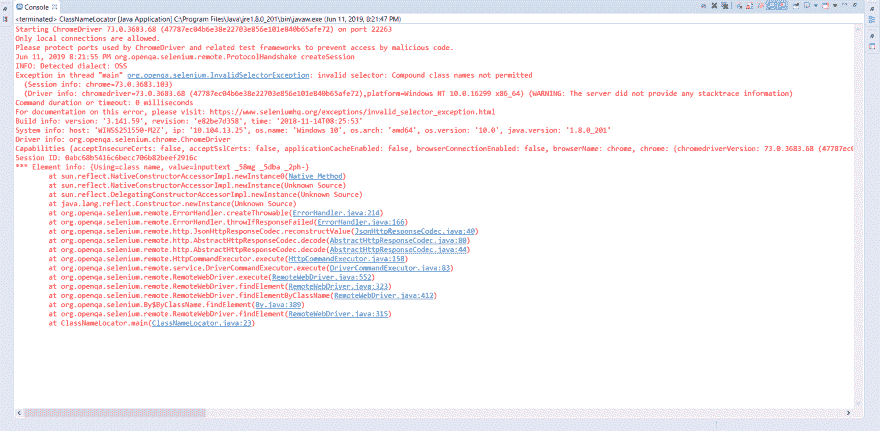 Console
<terminated> ClassNameLocator [Java Application] C:\Program Files\Java\jre1.8.0_201\bin\javaw.exe (Jun 11, 2019, 8:21:47 PM)
Starting ChromeDriver 73.0.3683.68 (47787ec04b6e38e22703e856e101e840b65afe72) on port 22263
Only local connections are allowed.
Please protect ports used by ChromeDriver and related test frameworks to prevent access by malicious code.
Jun 11, 2019 8:21:55 PM org.openqa.selenium.remote.ProtocolHandshake createSession
INFO: Detected dialect: OSS
Exception in thread "main" org.openqa.selenium.InvalidSelectorException: invalid selector: Compound class names not permitted
(Session info: chrome=73.0.3683.103)
(Driver info: chromedriver=73.0.3683.68 (47787ec04b6e38e22703e856e101e840b65afe72),platform=Windows NT 10.0.16299 x86_64) (WARNING: The server did not provide any stacktrace information)
Command duration or timeout: 0 milliseconds
For documentation on this error, please visit: https://www.seleniumhq.org/exceptions/invalid_selector_exception.html
Build info: version: '3.141.59', revision: 'e82be7d358', time: '2018-11-14T08:25:53'
System info: host: 'WINSS251550-M2Z', ip: '10.104.13.25', os.name: 'Windows 10', os.arch: 'amd64', os.version: '10.0', java.version: '1.8.0_201'
Driver info: org.openqa.selenium.chrome.ChromeDriver
Capabilities {acceptInsecureCerts: false, acceptSslCerts: false, applicationCacheEnabled: false, browserConnectionEnabled: false, browserName: chrome, chrome: {chromedriverVersion: 73.0.3683.68 (47787ec0
Session ID: 0abc68b5416c6becc706b82beef2916c
*** Element info: {Using=class name, value=inputtext _58mg _5dba _2ph-}
at sun.reflect.NativeConstructorAccessorImpl.newInstance0(Native Method)
at sun.reflect.NativeConstructorAccessorImpl.newInstance(Unknown Source)
at sun.reflect.DelegatingConstructorAccessorImpl.newInstance(Unknown Source)
at java.lang.reflect.Constructor.newInstance(Unknown Source)
at org.openqa.selenium.remote.ErrorHandler.createThrowable(ErrorHandler.java:214)
at org.openqa.selenium.remote.ErrorHandler.throwIfResponseFailed(ErrorHandler.java:166)
at org.openqa.selenium.remote.http.JsonHttpResponseCodec.reconstructValue(JsonHttpResponseCodec.java:40)
at org.openqa.selenium.remote.http.AbstractHttpResponseCodec.decode(AbstractHttpResponseCodec.java:80)
at org.openqa.selenium.remote.http.AbstractHttpResponseCodec.decode(AbstractHttpResponseCodec.java:44)
at org.openqa.selenium.remote.HttpCommandExecutor.execute(HttpCommandExecutor.java:158)
at org.openqa.selenium.remote.service.DriverCommandExecutor.execute(DriverCommandExecutor.java:83)
at org.openqa.selenium.remote.RemoteWebDriver.execute(RemoteWebDriver.java:552)
at org.openqa.selenium.remote.RemoteWebDriver.findElement(RemoteWebDriver.java:323)
at org.openqa.selenium.remote.RemoteWebDriver.findElementByClassName(RemoteWebDriver.java:412)
at org.openqa.selenium.By$ByClassName.findElement(By.java:389)
at org.openqa.selenium.remote.RemoteWebDriver.findElement(RemoteWebDriver.java:315)
at ClassNameLocator.main(ClassNameLocator.java:23)